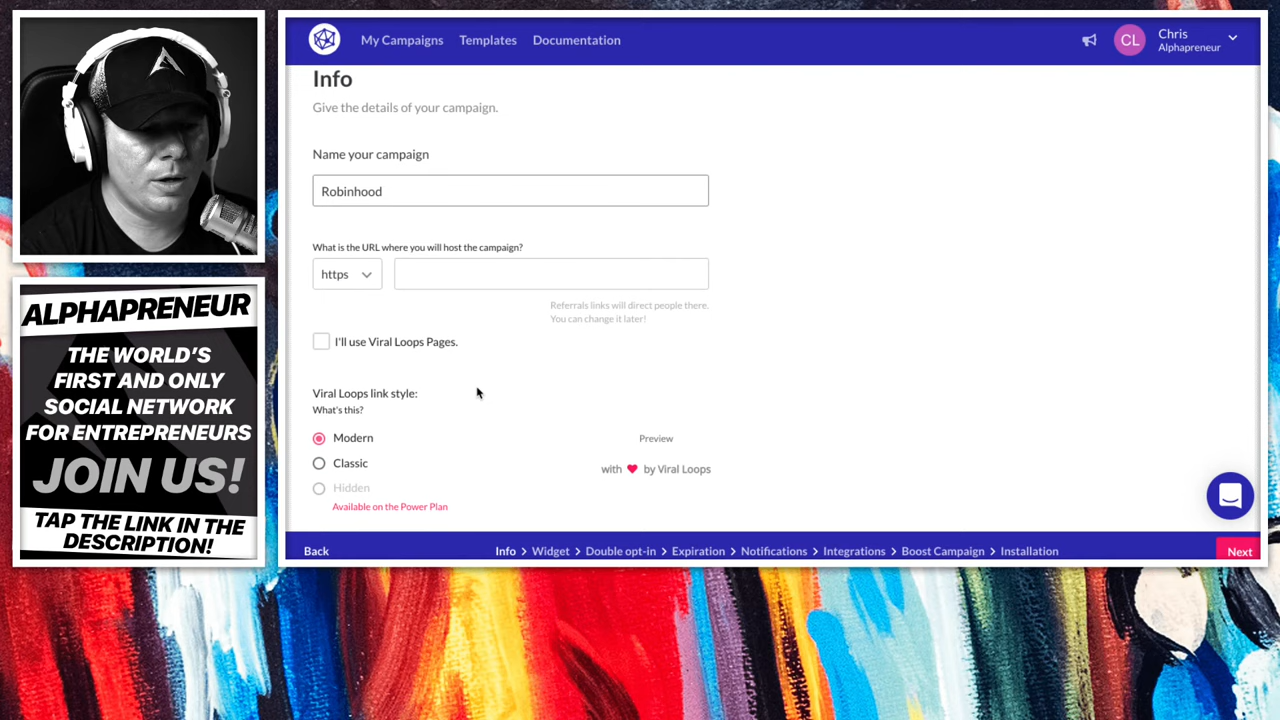 ALPHAPRENEUR
THE WORLD'S
FIRST AND ONLY
SOCIAL NETWORK
FOR ENTREPRENEURS
JOIN US!
TAP THE LINK IN THE
DESCRIPTION!
My Campaigns Templates Documentation
CL
Chris
Alphapreneur
Info
Give the details of your campaign.
Name your campaign
Robinhood
What is the URL where you will host the campaign?
https
Referrals links will direct people there.
You can change it later!
I'll use Viral Loops Pages.
Viral Loops link style:
What's this?
Modern
Preview
Classic
with ♥ by Viral Loops
Hidden
Available on the Power Plan
Back
Info > Widget > Double opt-in > Expiration > Notifications > Integrations > Boost Campaign > Installation
Next